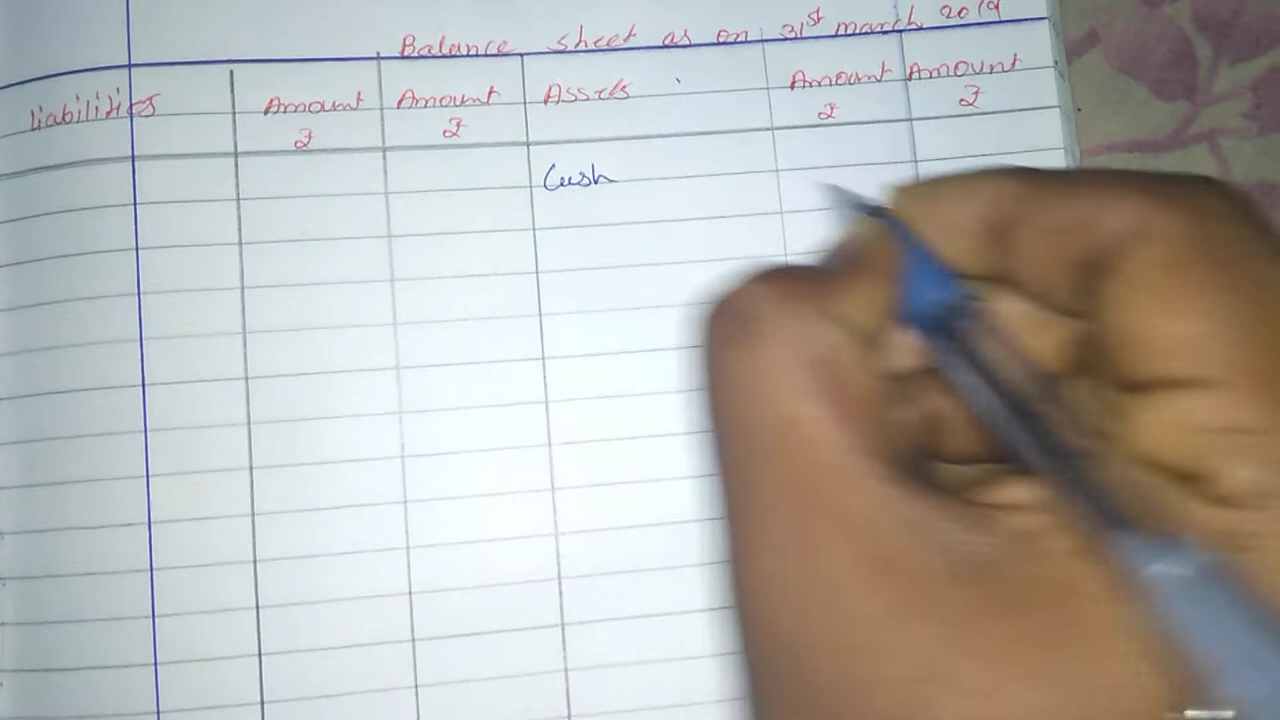 Balance sheet as on 31st march 2019
liabilities Amount Amount Assets Amount Amount
₹ ₹ ₹ ₹
Cash